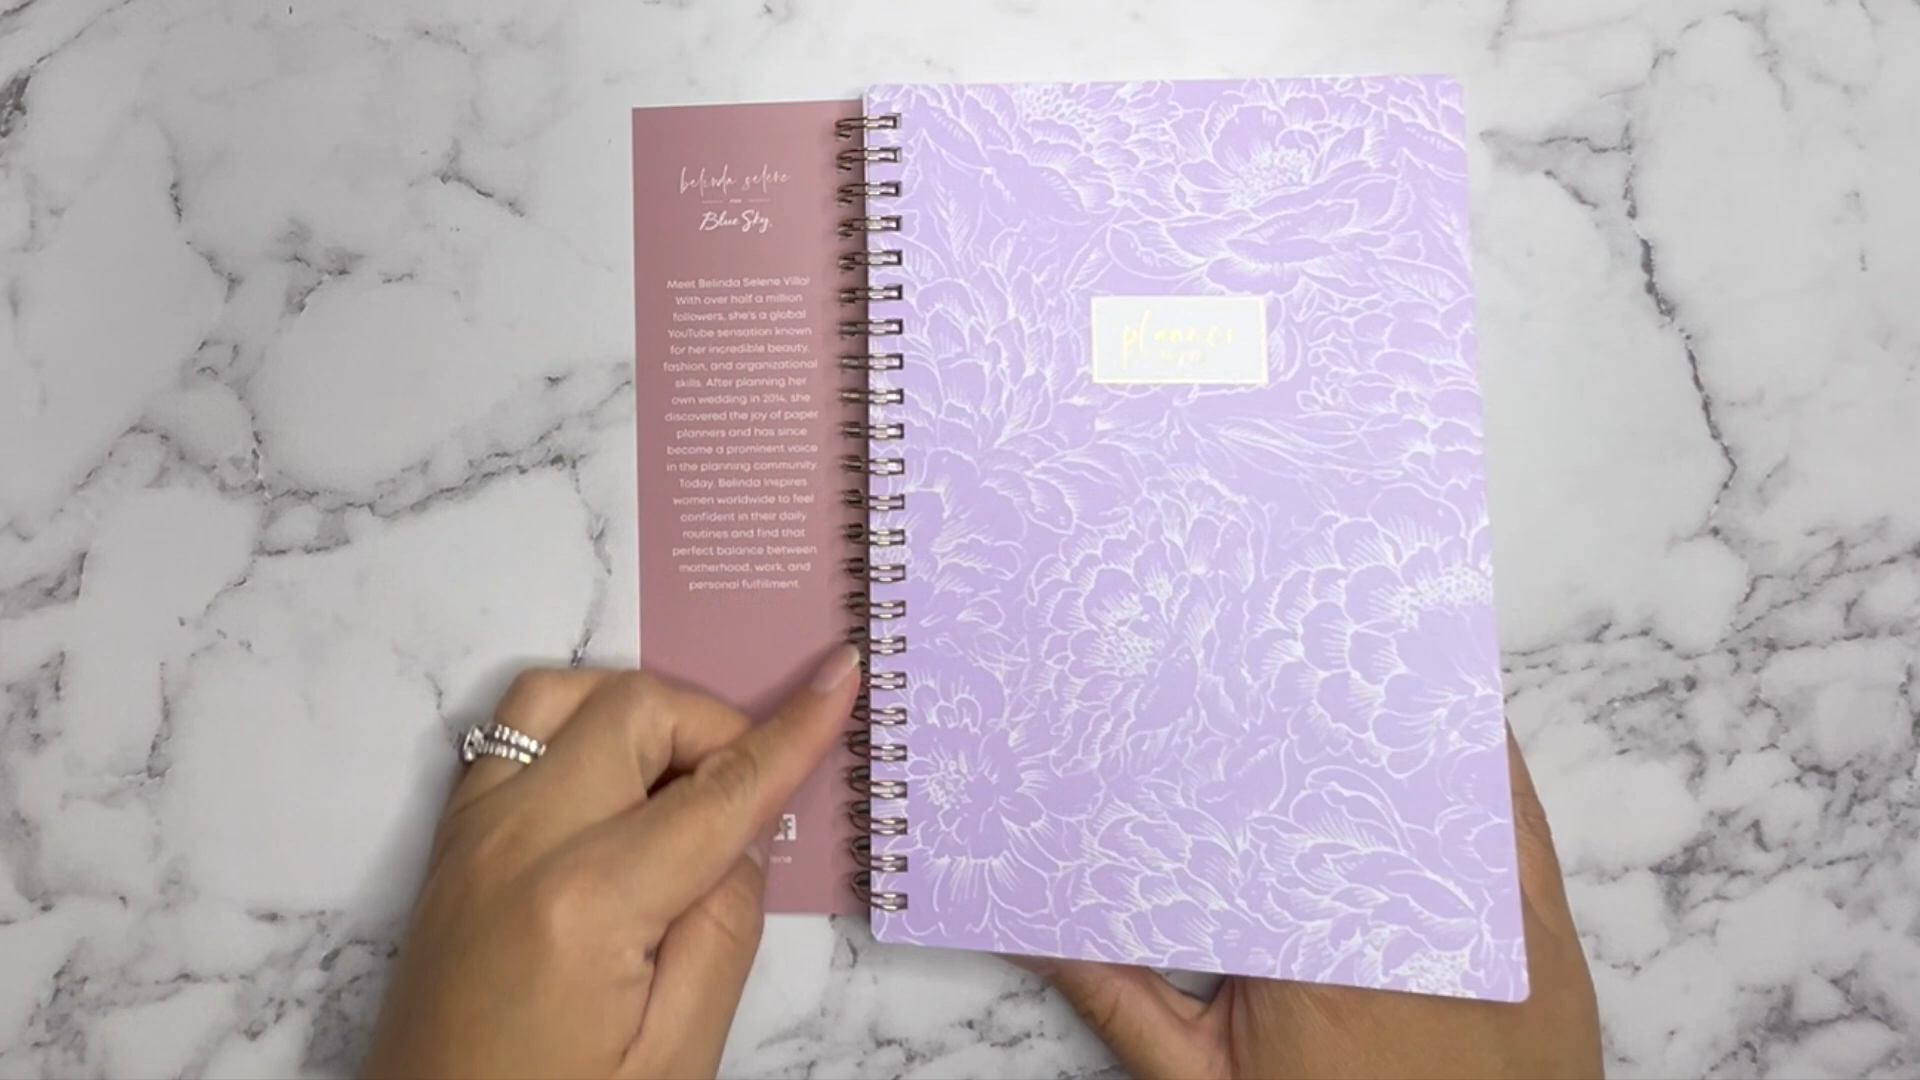 belinda selene
FOR
Blue Sky.
Meet Belinda Selene Villa!
With over half a million
followers, she's a global
YouTube sensation known
for her incredible beauty,
fashion, and organizational
skills. After planning her
own wedding in 2014, she
discovered the joy of paper
planners and has since
become a prominent voice
in the planning community.
Today, Belinda inspires
women worldwide to feel
confident in their daily
routines and find that
perfect balance between
motherhood, work, and
personal fulfillment.
planner